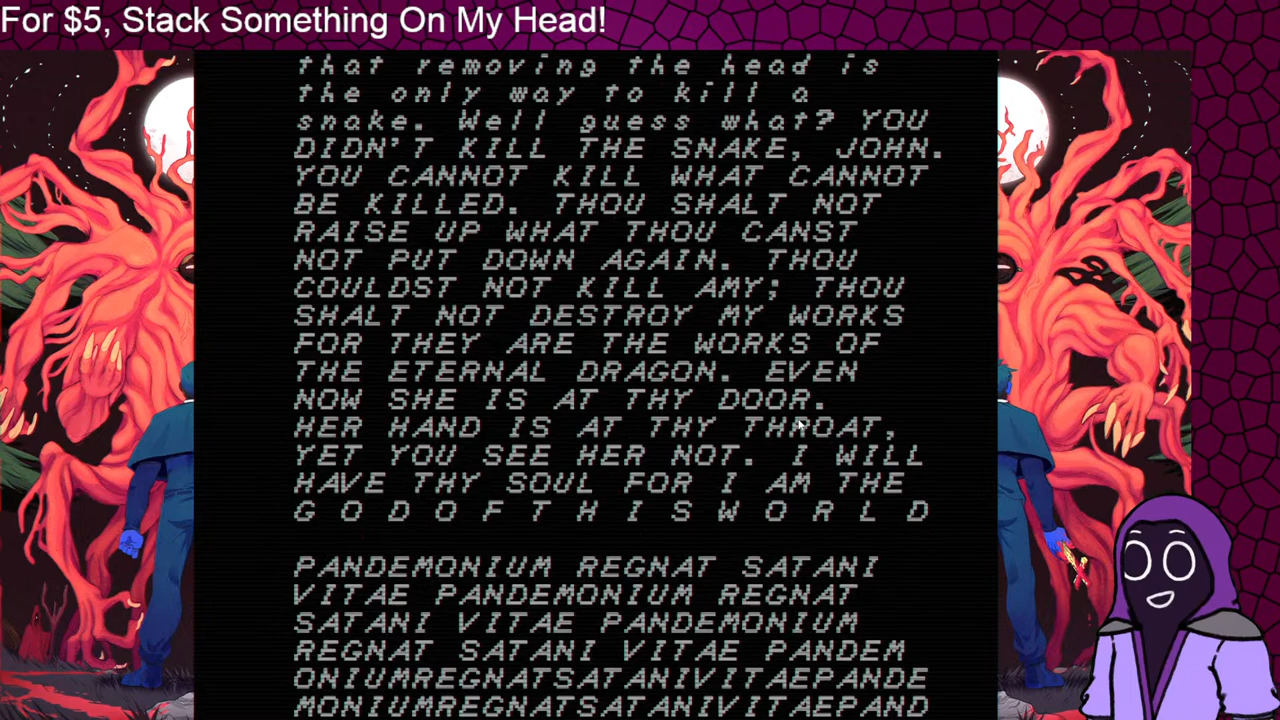 For $5, Stack Something On My Head!
that removing the head is
the only way to kill a
snake. Well guess what? YOU
DIDN'T KILL THE SNAKE, JOHN.
YOU CANNOT KILL WHAT CANNOT
BE KILLED. THOU SHALT NOT
RAISE UP WHAT THOU CANST
NOT PUT DOWN AGAIN. THOU
COULDST NOT KILL AMY; THOU
SHALT NOT DESTROY MY WORKS
FOR THEY ARE THE WORKS OF
THE ETERNAL DRAGON. EVEN
NOW SHE IS AT THY DOOR.
HER HAND IS AT THY THROAT,
YET YOU SEE HER NOT. I WILL
HAVE THY SOUL FOR I AM THE
G O D O F T H I S W O R L D
PANDEMONIUM REGNAT SATANI
VITAE PANDEMONIUM REGNAT
SATANI VITAE PANDEMONIUM
REGNAT SATANI VITAE PANDEM
ONIUMREGNATSATANIVITAEPANDE
MONIUMREGNATSATANIVITAEPAND